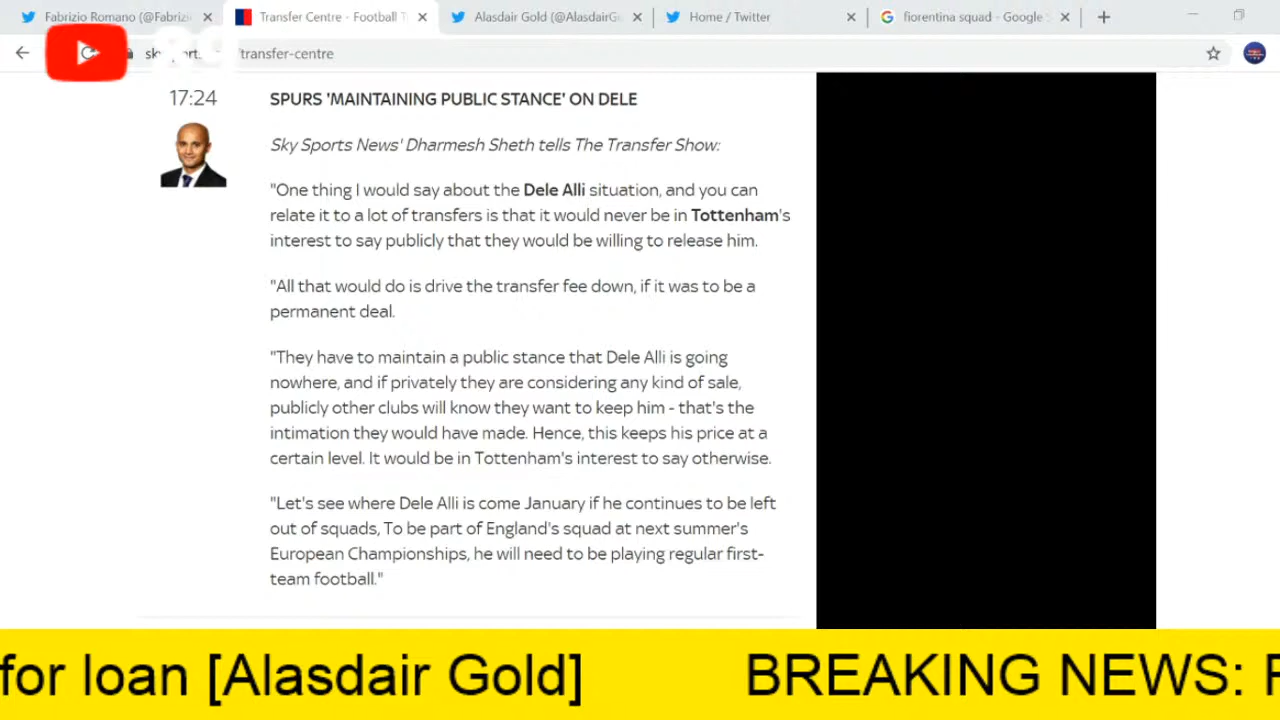 Fabrizio Romano (@Fabrizi
Transfer Centre - Football T
Alasdair Gold (@AlasdairG
Home / Twitter
fiorentina squad - Google S
/transfer-centre
17:24
SPURS 'MAINTAINING PUBLIC STANCE' ON DELE
Sky Sports News' Dharmesh Sheth tells The Transfer Show:
"One thing I would say about the Dele Alli situation, and you can
relate it to a lot of transfers is that it would never be in Tottenham's
interest to say publicly that they would be willing to release him.
"All that would do is drive the transfer fee down, if it was to be a
permanent deal.
"They have to maintain a public stance that Dele Alli is going
nowhere, and if privately they are considering any kind of sale,
publicly other clubs will know they want to keep him - that's the
intimation they would have made. Hence, this keeps his price at a
certain level. It would be in Tottenham's interest to say otherwise.
"Let's see where Dele Alli is come January if he continues to be left
out of squads, To be part of England's squad at next summer's
European Championships, he will need to be playing regular first-
team football."
for loan [Alasdair Gold] BREAKING NEWS: